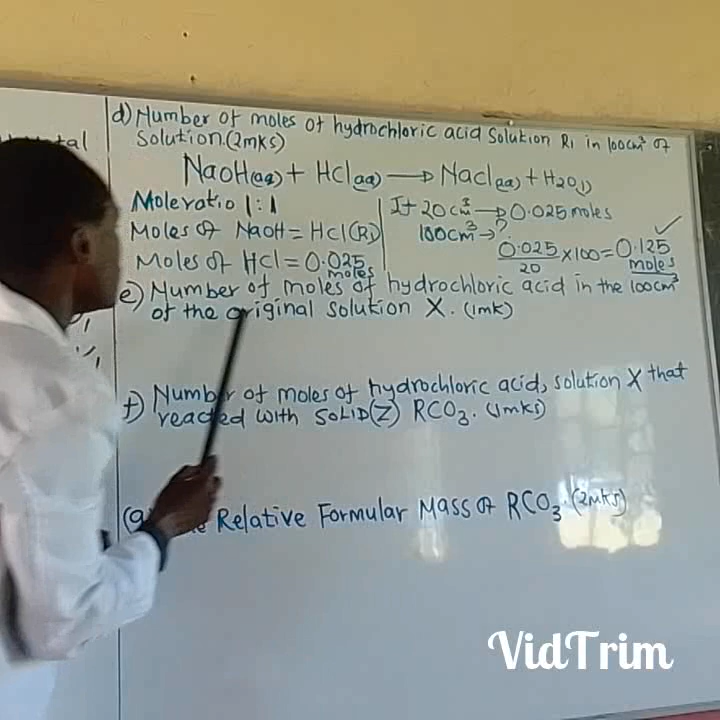 tal
d) Number of moles of hydrochloric acid solution R1 in 100cm³ of
solution.(2mks)
NaOH(aq) + HCl(aq) → NaCl(aq) + H2O(l)
Moleratio 1:1
Moles of NaOH = HCl(R1)
Moles of HCl = 0.025 moles
If 20cm³ → 0.025 moles
100cm³ → ?
0.025/20 × 100 = 0.125 moles ✓
e) Number of moles of hydrochloric acid in the 100cm³
of the original solution X. (1mk)
f) Number of moles of hydrochloric acid, solution X that
reacted with SOLID(Z) RCO3. (1mks)
(g) Relative Formular Mass of RCO3. (2mks)
VidTrim